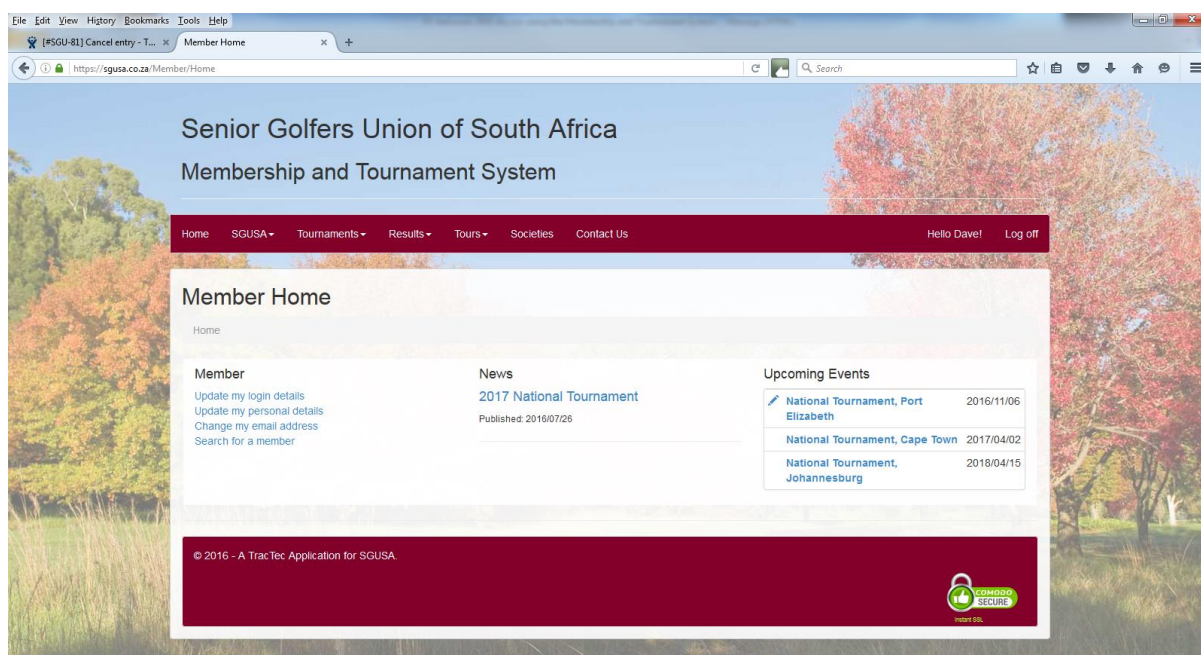 File Edit View History Bookmarks Tools Help
[#SGU-81] Cancel entry - T...
Member Home
https://sgusa.co.za/Member/Home
Search
Senior Golfers Union of South Africa
Membership and Tournament System
Home SGUSA Tournaments Results Tours Societies Contact Us Hello Dave! Log off
Member Home
Home
Member
Update my login details
Update my personal details
Change my email address
Search for a member
News
2017 National Tournament
Published: 2016/07/26
Upcoming Events
National Tournament, Port 2016/11/06
Elizabeth
National Tournament, Cape Town 2017/04/02
National Tournament, 2018/04/15
Johannesburg
© 2016 - A TracTec Application for SGUSA.
COMODO
SECURE
Instant SSL